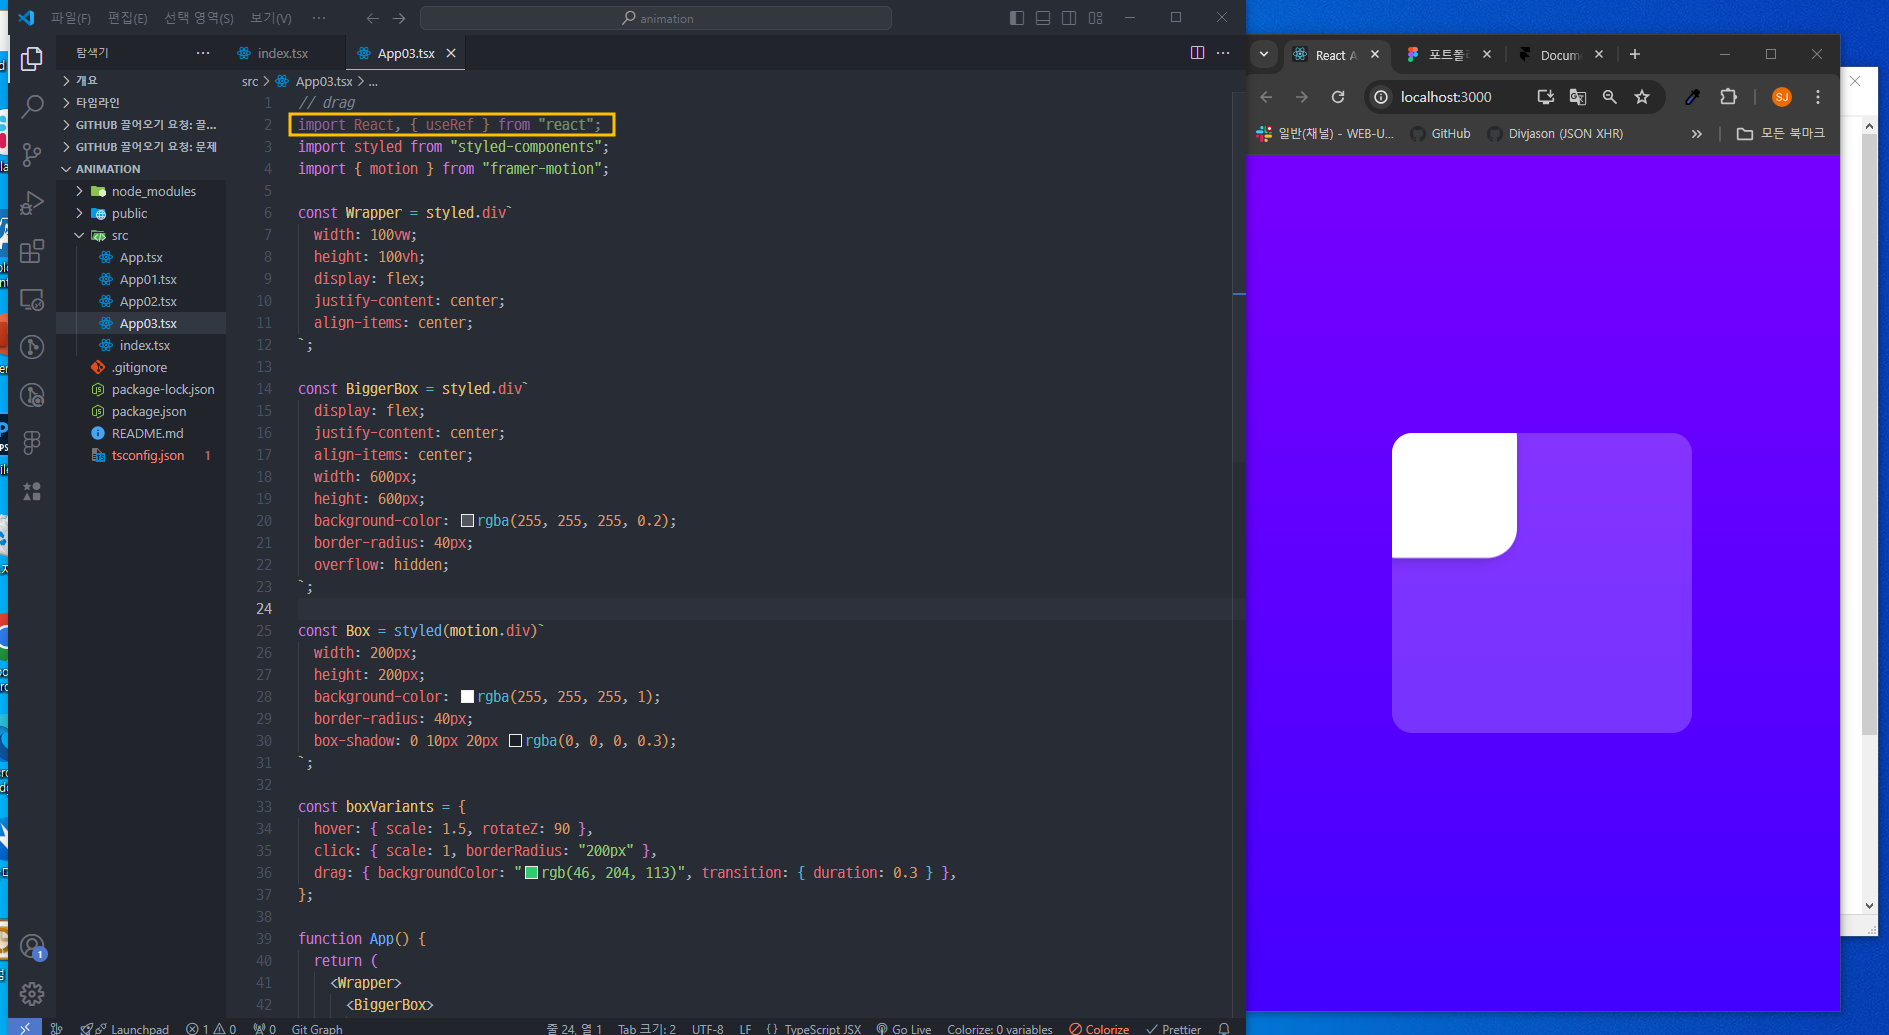 파일(F) 편집(E) 선택 영역(S) 보기(V) ··· animation
탐색기 ···
index.tsx
App03.tsx
src > App03.tsx > ...
개요
타임라인
GITHUB 끌어오기 요청: 끌...
GITHUB 끌어오기 요청: 문제
ANIMATION
node_modules
public
src
App.tsx
App01.tsx
App02.tsx
App03.tsx
index.tsx
.gitignore
package-lock.json
package.json
README.md
tsconfig.json 1
1 // drag
2 import React, { useRef } from "react";
3 import styled from "styled-components";
4 import { motion } from "framer-motion";
5
6 const Wrapper = styled.div`
7 width: 100vw;
8 height: 100vh;
9 display: flex;
10 justify-content: center;
11 align-items: center;
12 `;
13
14 const BiggerBox = styled.div`
15 display: flex;
16 justify-content: center;
17 align-items: center;
18 width: 600px;
19 height: 600px;
20 background-color: rgba(255, 255, 255, 0.2);
21 border-radius: 40px;
22 overflow: hidden;
23 `;
24
25 const Box = styled(motion.div)`
26 width: 200px;
27 height: 200px;
28 background-color: rgba(255, 255, 255, 1);
29 border-radius: 40px;
30 box-shadow: 0 10px 20px rgba(0, 0, 0, 0.3);
31 `;
32
33 const boxVariants = {
34 hover: { scale: 1.5, rotateZ: 90 },
35 click: { scale: 1, borderRadius: "200px" },
36 drag: { backgroundColor: "rgb(46, 204, 113)", transition: { duration: 0.3 } },
37 };
38
39 function App() {
40 return (
41 <Wrapper>
42 <BiggerBox>
1
Launchpad 1 0 0 Git Graph 줄 24, 열 1 Tab 크기: 2 UTF-8 LF {} TypeScript JSX Go Live Colorize: 0 variables Colorize Prettier
React A
포트폴
Docum
localhost:3000
SJ
일반(채널) - WEB-U... GitHub Divjason (JSON XHR) » 모든 북마크